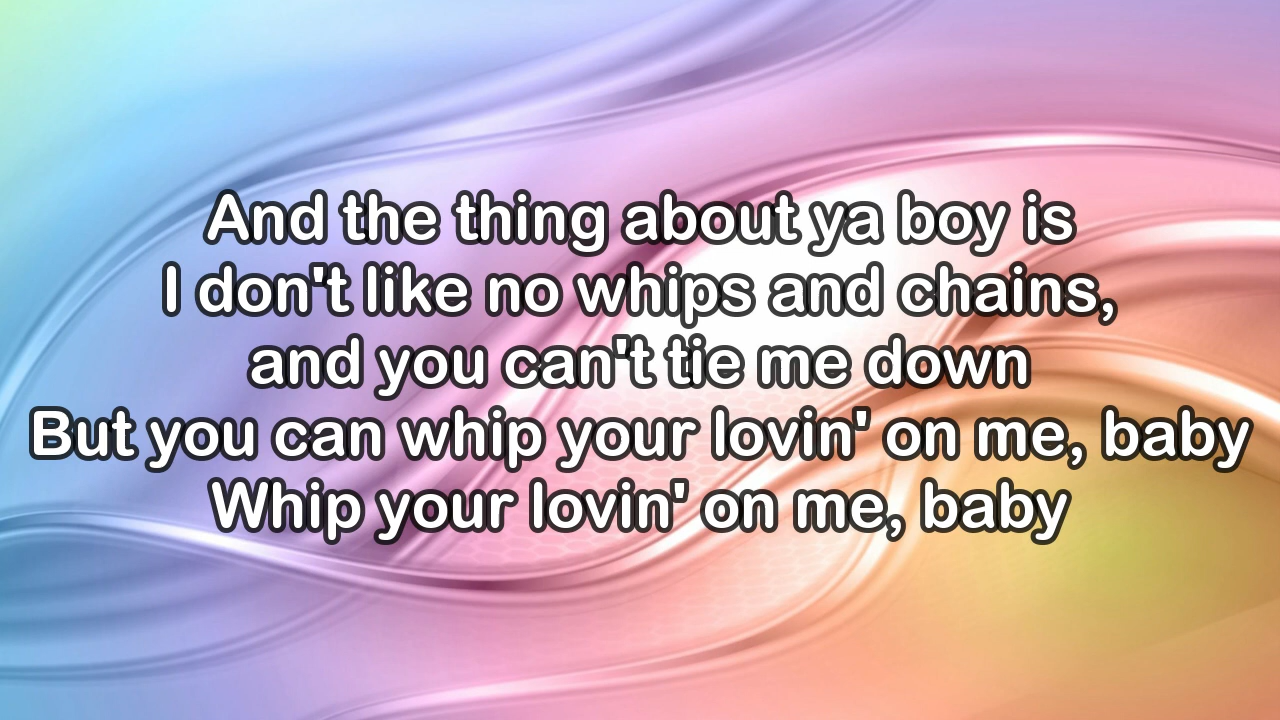 And the thing about ya boy is
I don't like no whips and chains,
and you can't tie me down
But you can whip your lovin' on me, baby
Whip your lovin' on me, baby